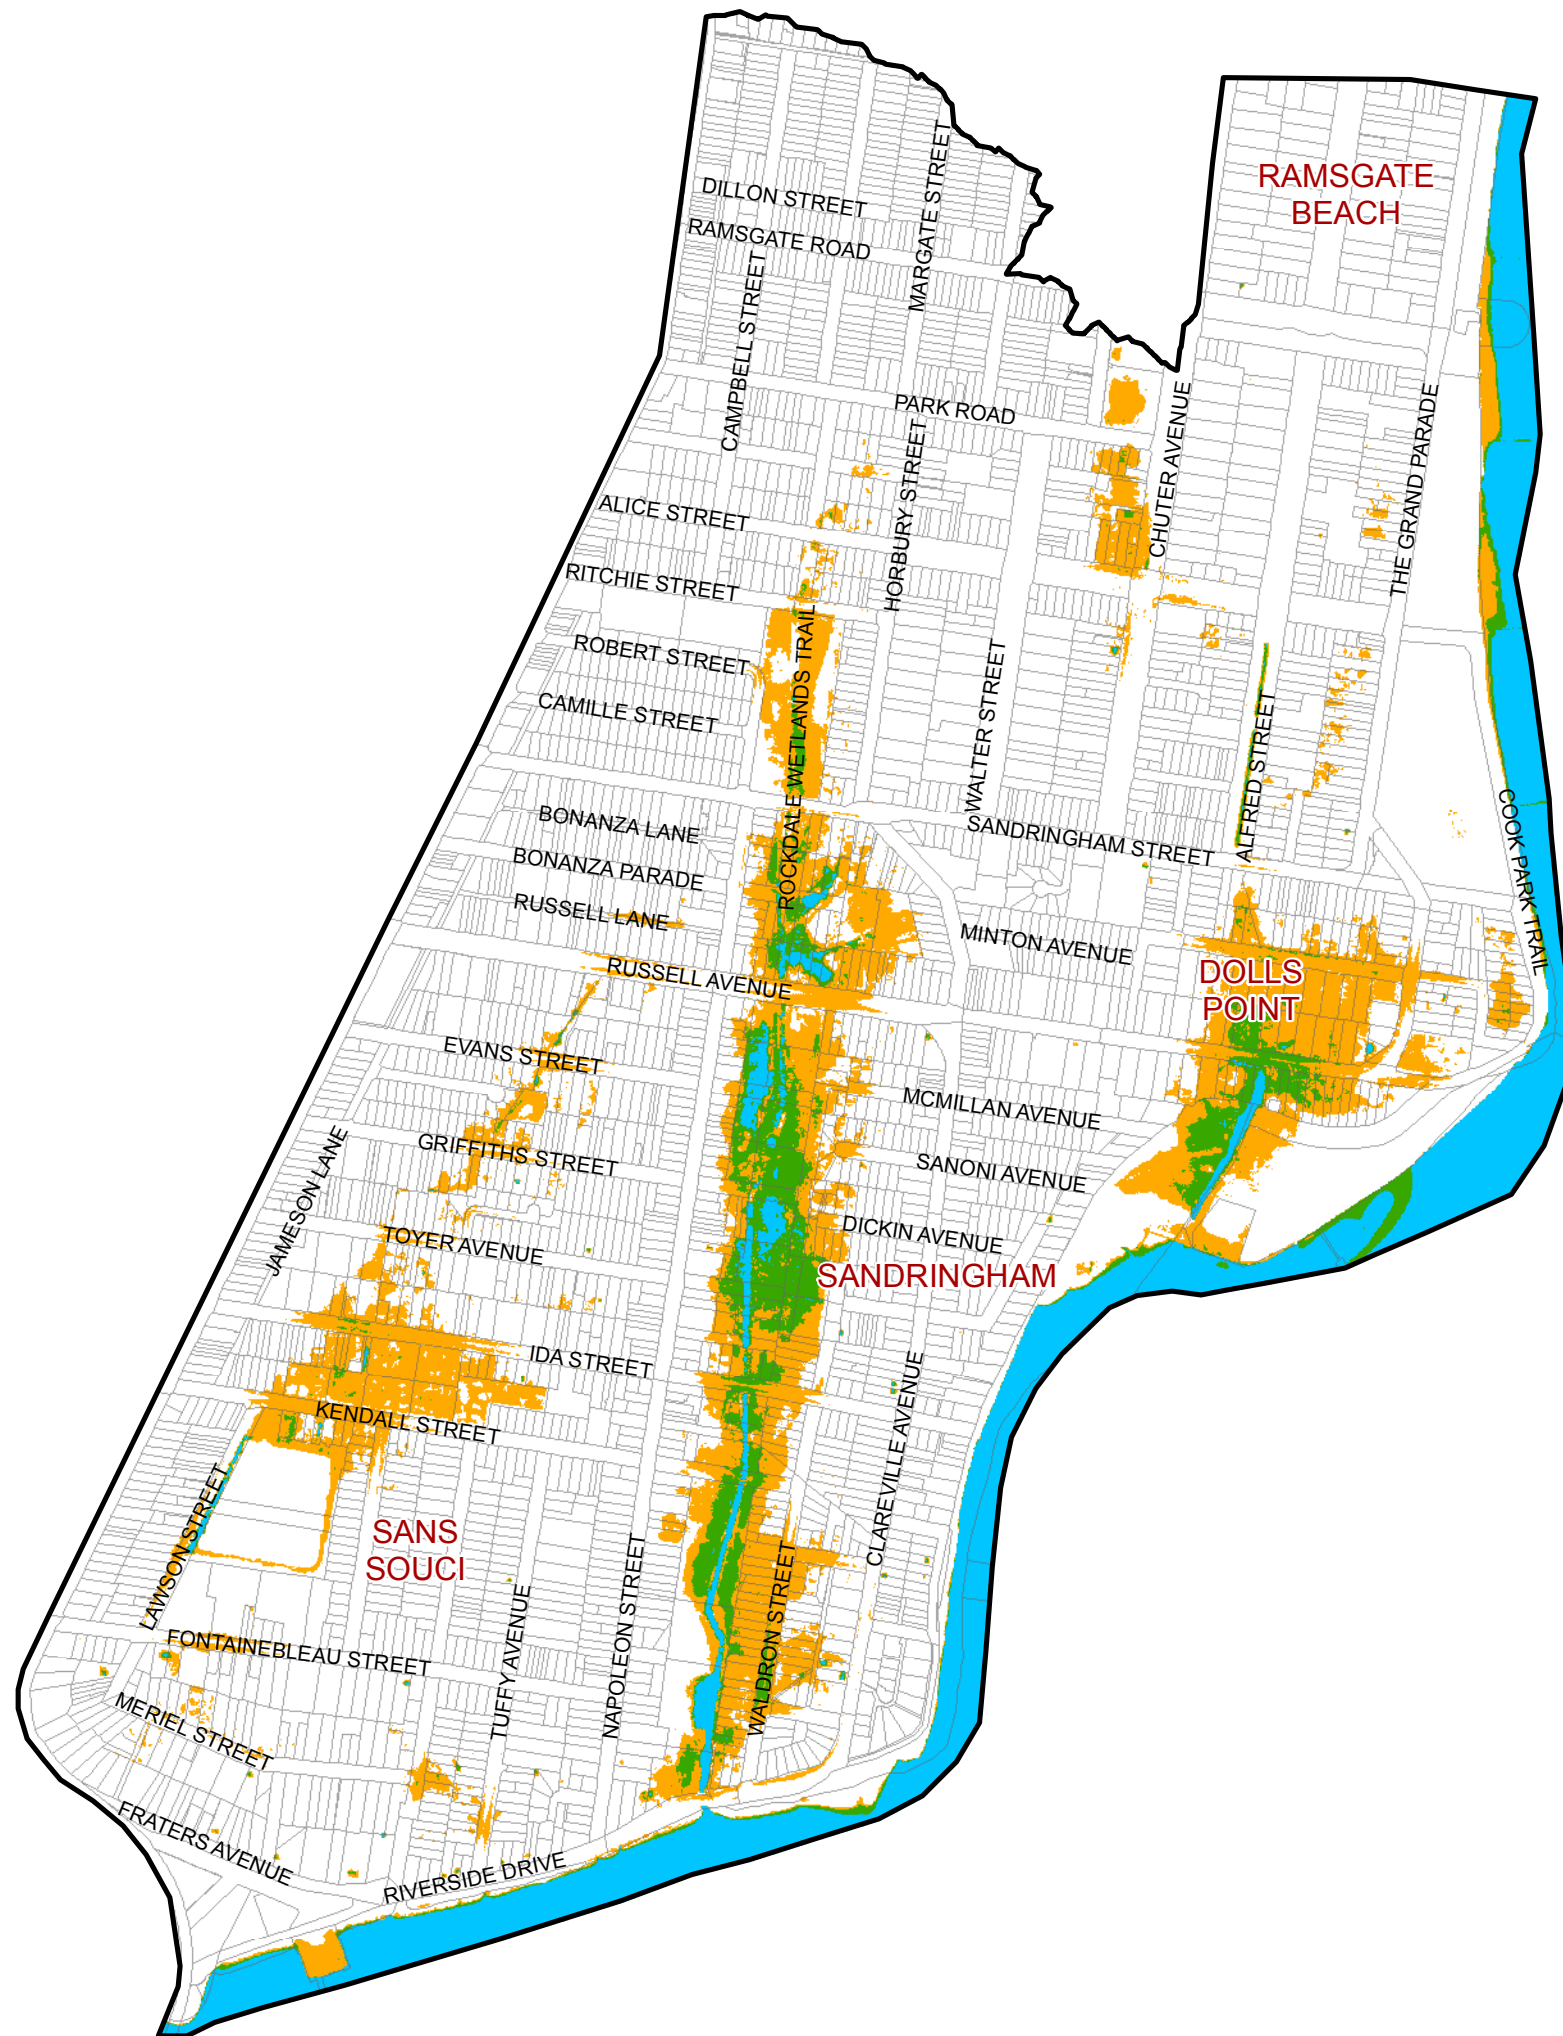 RAMSGATE
BEACH
MARGATE STREET
DILLON STREET
RAMSGATE ROAD
CAMPBELL STREET
PARK ROAD
CHUTER AVENUE
THE GRAND PARADE
HORBURY STREET
ALICE STREET
RITCHIE STREET
ROCKDALE WETLANDS TRAIL
ROBERT STREET
WALTER STREET
CAMILLE STREET
ALFRED STREET
COOK PARK TRAIL
BONANZA LANE
SANDRINGHAM STREET
BONANZA PARADE
RUSSELL LANE
MINTON AVENUE
RUSSELL AVENUE
DOLLS
POINT
EVANS STREET
MCMILLAN AVENUE
GRIFFITHS STREET
SANONI AVENUE
JAMESON LANE
DICKIN AVENUE
TOYER AVENUE
SANDRINGHAM
IDA STREET
CLAREVILLE AVENUE
KENDALL STREET
LAWSON STREET
SANS
SOUCI
WALDRON STREET
NAPOLEON STREET
TUFFY AVENUE
FONTAINEBLEAU STREET
MERIEL STREET
FRATERS AVENUE
RIVERSIDE DRIVE